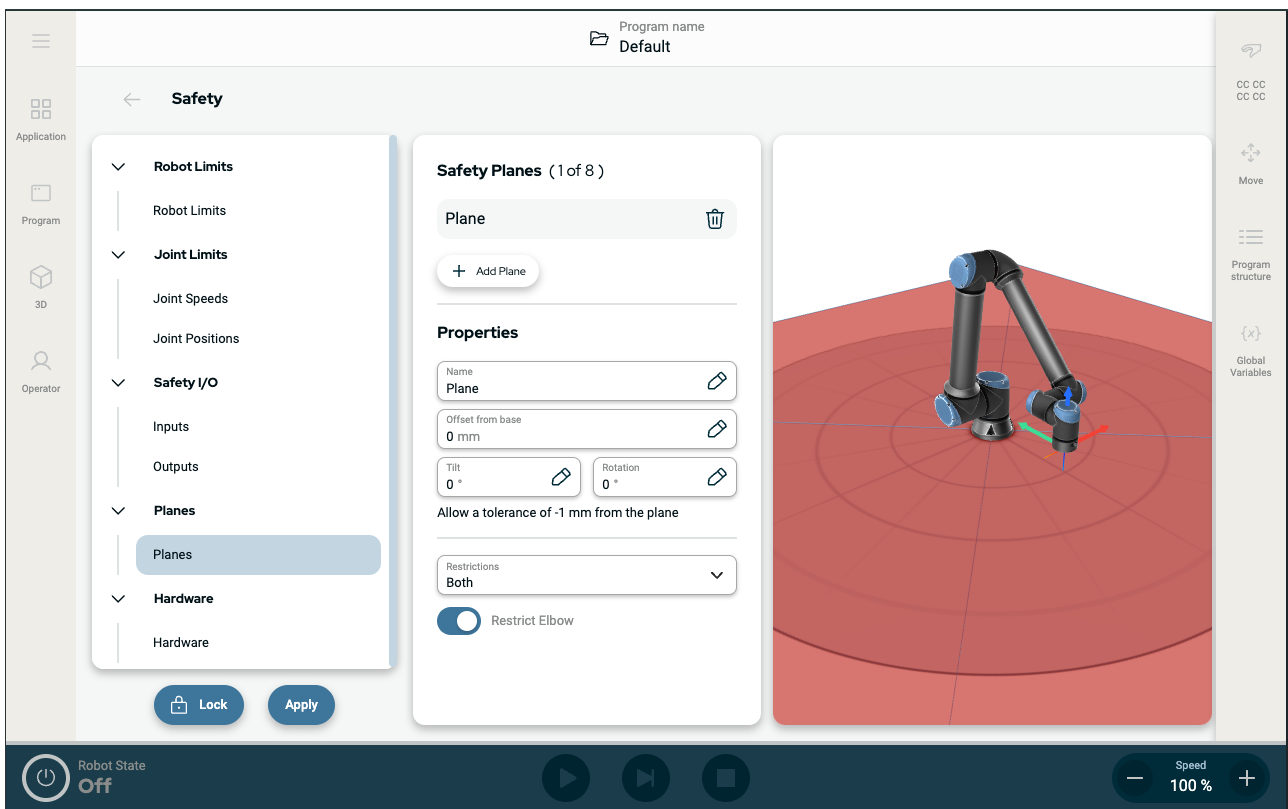 Program name
Default
Application
Program
3D
Operator
Safety
Robot Limits
Robot Limits
Joint Limits
Joint Speeds
Joint Positions
Safety I/O
Inputs
Outputs
Planes
Planes
Hardware
Hardware
Lock
Apply
Safety Planes ( 1 of 8 )
Plane
Add Plane
Properties
Name
Plane
Offset from base
0 mm
Tilt
0 °
Rotation
0 °
Allow a tolerance of -1 mm from the plane
Restrictions
Both
Restrict Elbow
CC CC
CC CC
Move
Program
structure
{x}
Global
Variables
Robot State
Off
Speed
100 %